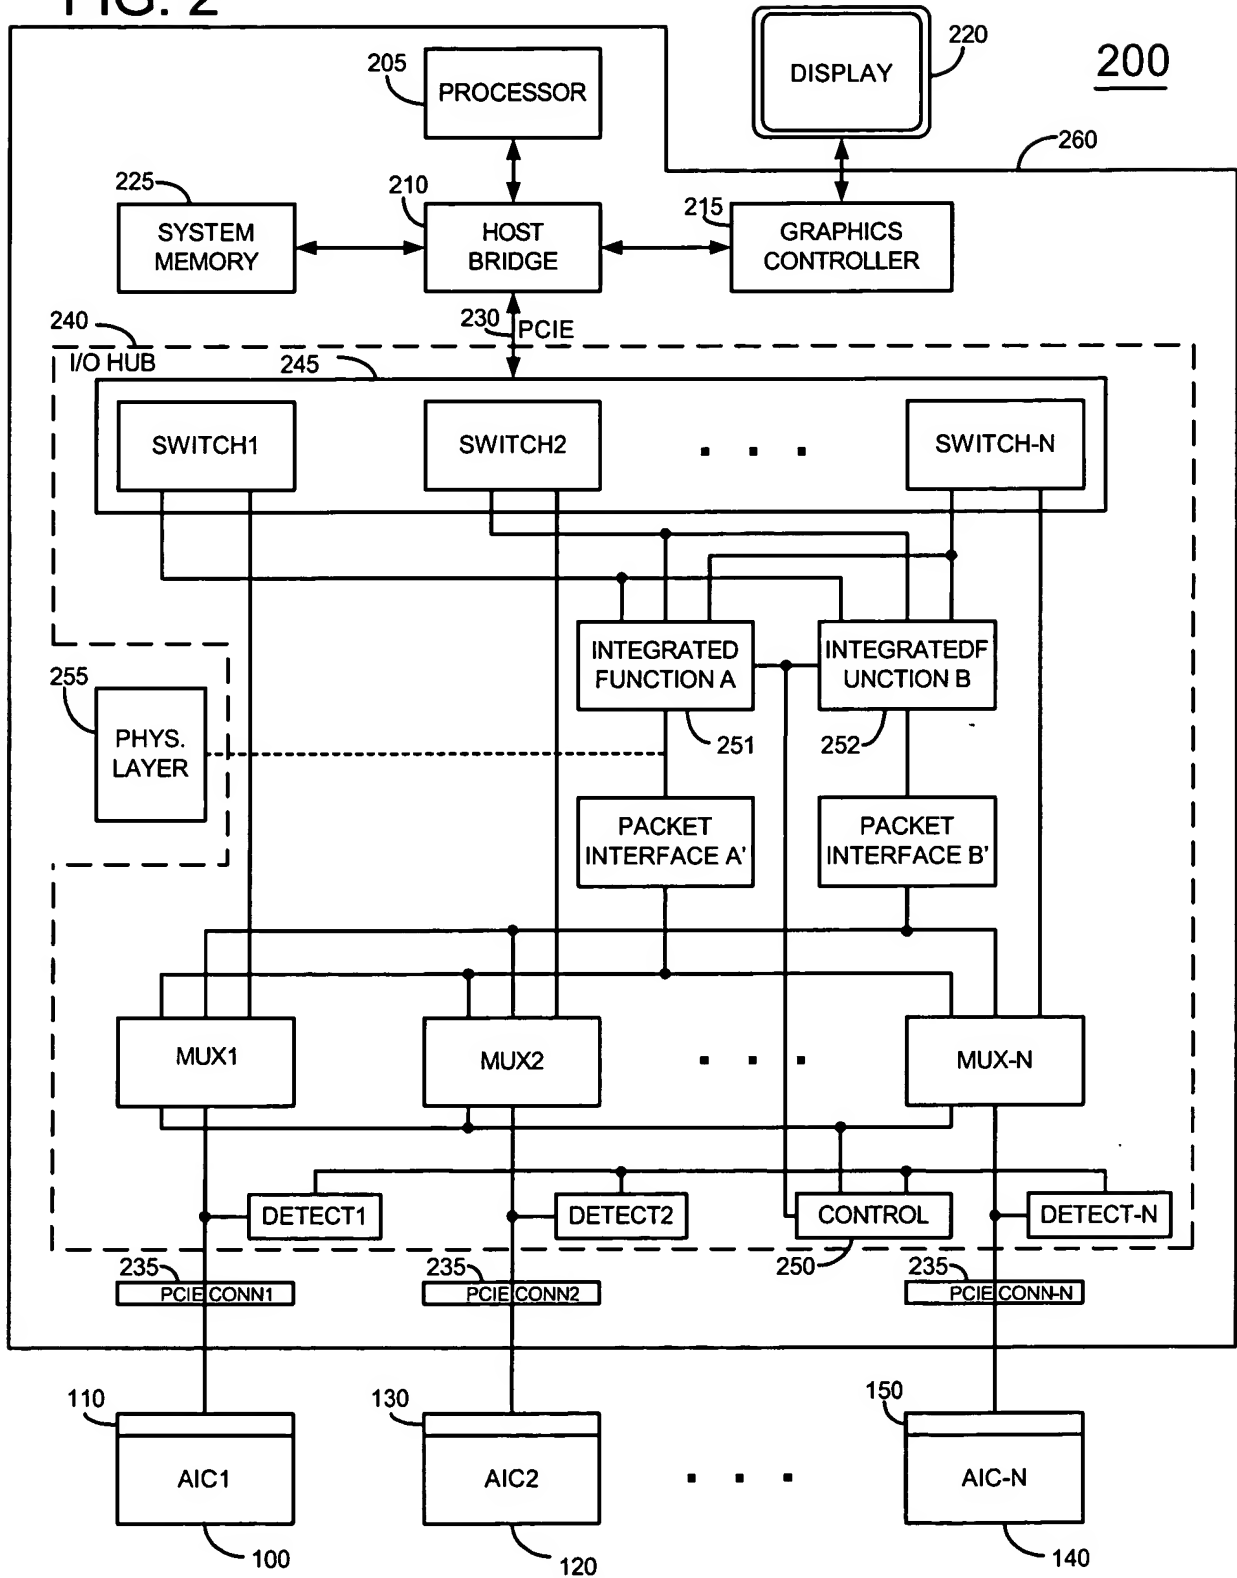 FIG. 2
DISPLAY
220
200
205
PROCESSOR
260
225
210
215
SYSTEM
MEMORY
HOST
BRIDGE
GRAPHICS
CONTROLLER
230
PCIE
240
I/O HUB
245
SWITCH1
SWITCH2
. . .
SWITCH-N
INTEGRATED
FUNCTION A
INTEGRATEDF
UNCTION B
255
251
252
PHYS.
LAYER
PACKET
INTERFACE A'
PACKET
INTERFACE B'
MUX1
MUX2
. . .
MUX-N
DETECT1
DETECT2
CONTROL
DETECT-N
250
235
PCIE CONN1
235
PCIE CONN2
235
PCIE CONN-N
110
130
150
AIC1
AIC2
. . .
AIC-N
100
120
140